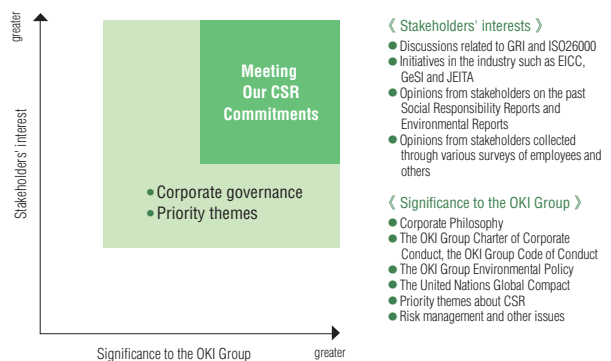 greater
Stakeholders' interest
Meeting
Our CSR
Commitments
● Corporate governance
● Priority themes
Significance to the OKI Group
greater
《 Stakeholders' interests 》
● Discussions related to GRI and ISO26000
● Initiatives in the industry such as EICC,
GeSI and JEITA
● Opinions from stakeholders on the past
Social Responsibility Reports and
Environmental Reports
● Opinions from stakeholders collected
through various surveys of employees and
others
《 Significance to the OKI Group 》
● Corporate Philosophy
● The OKI Group Charter of Corporate
Conduct, the OKI Group Code of Conduct
● The OKI Group Environmental Policy
● The United Nations Global Compact
● Priority themes about CSR
● Risk management and other issues